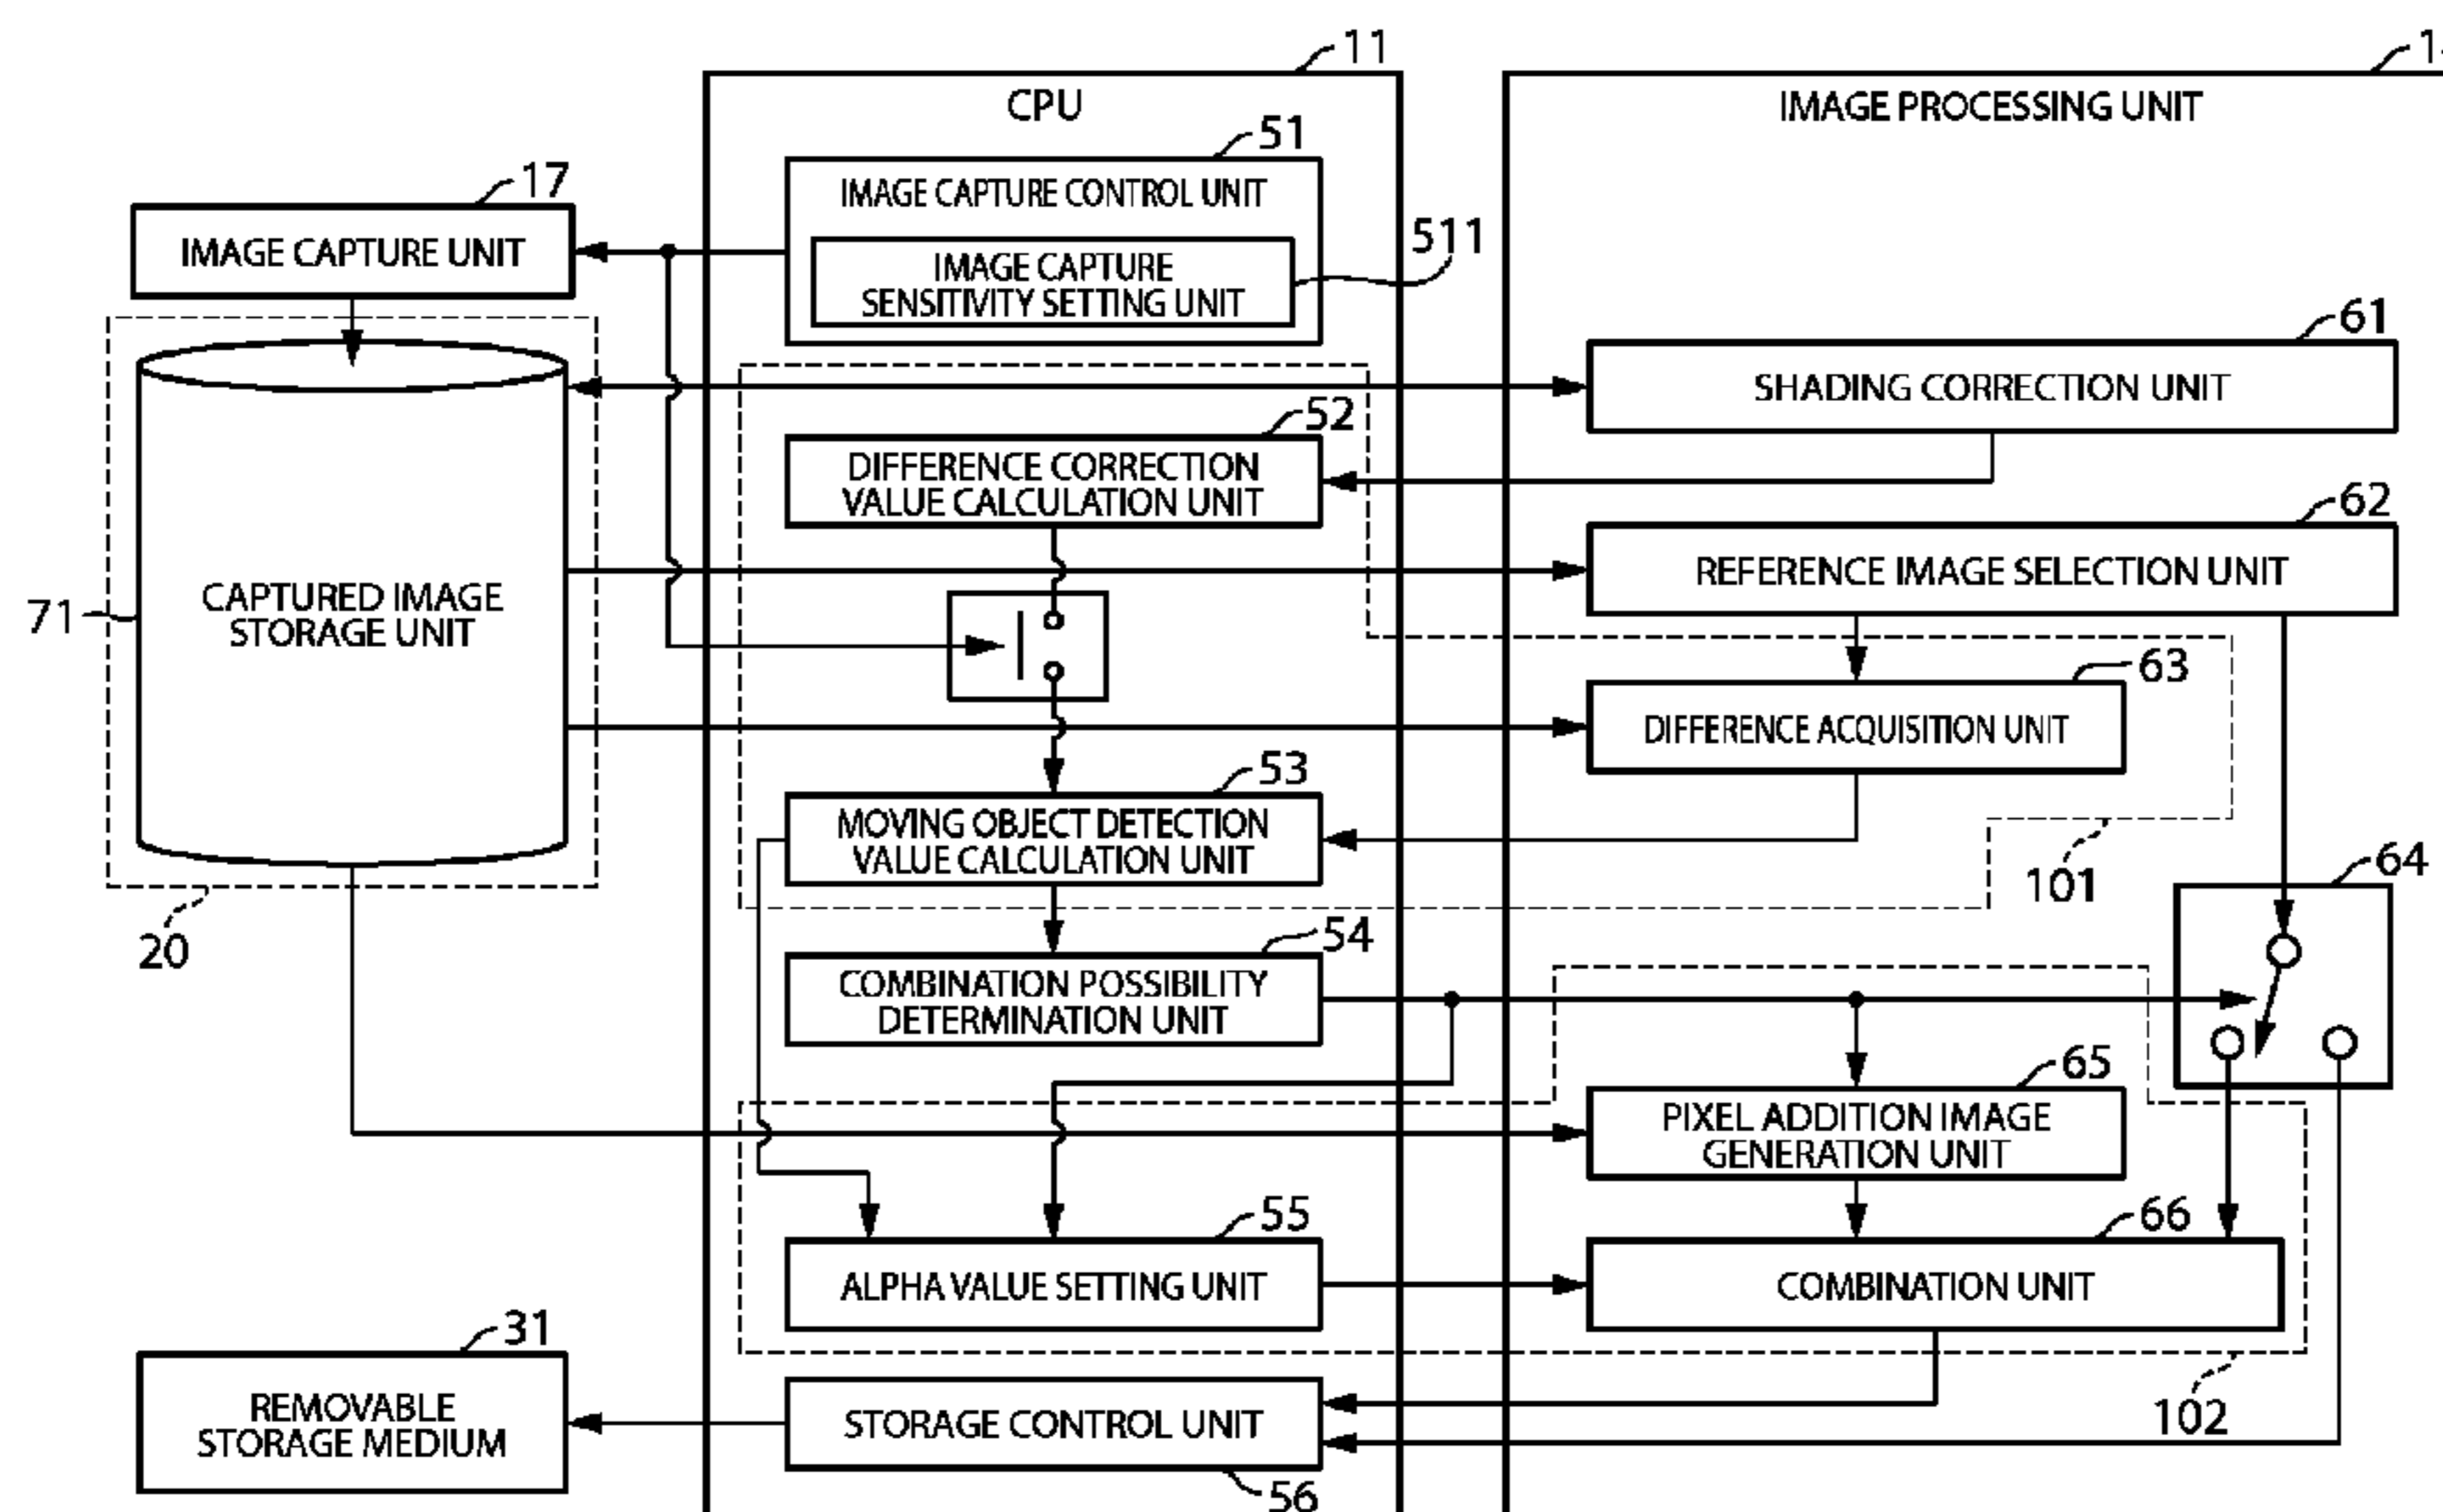 11
CPU
51
IMAGE CAPTURE CONTROL UNIT
511
IMAGE CAPTURE
SENSITIVITY SETTING UNIT
17
IMAGE CAPTURE UNIT
IMAGE PROCESSING UNIT
61
SHADING CORRECTION UNIT
52
DIFFERENCE CORRECTION
VALUE CALCULATION UNIT
62
REFERENCE IMAGE SELECTION UNIT
71
CAPTURED IMAGE
STORAGE UNIT
20
63
DIFFERENCE ACQUISITION UNIT
53
MOVING OBJECT DETECTION
VALUE CALCULATION UNIT
101
64
54
COMBINATION POSSIBILITY
DETERMINATION UNIT
65
PIXEL ADDITION IMAGE
GENERATION UNIT
55
ALPHA VALUE SETTING UNIT
66
COMBINATION UNIT
102
31
REMOVABLE
STORAGE MEDIUM
STORAGE CONTROL UNIT
56